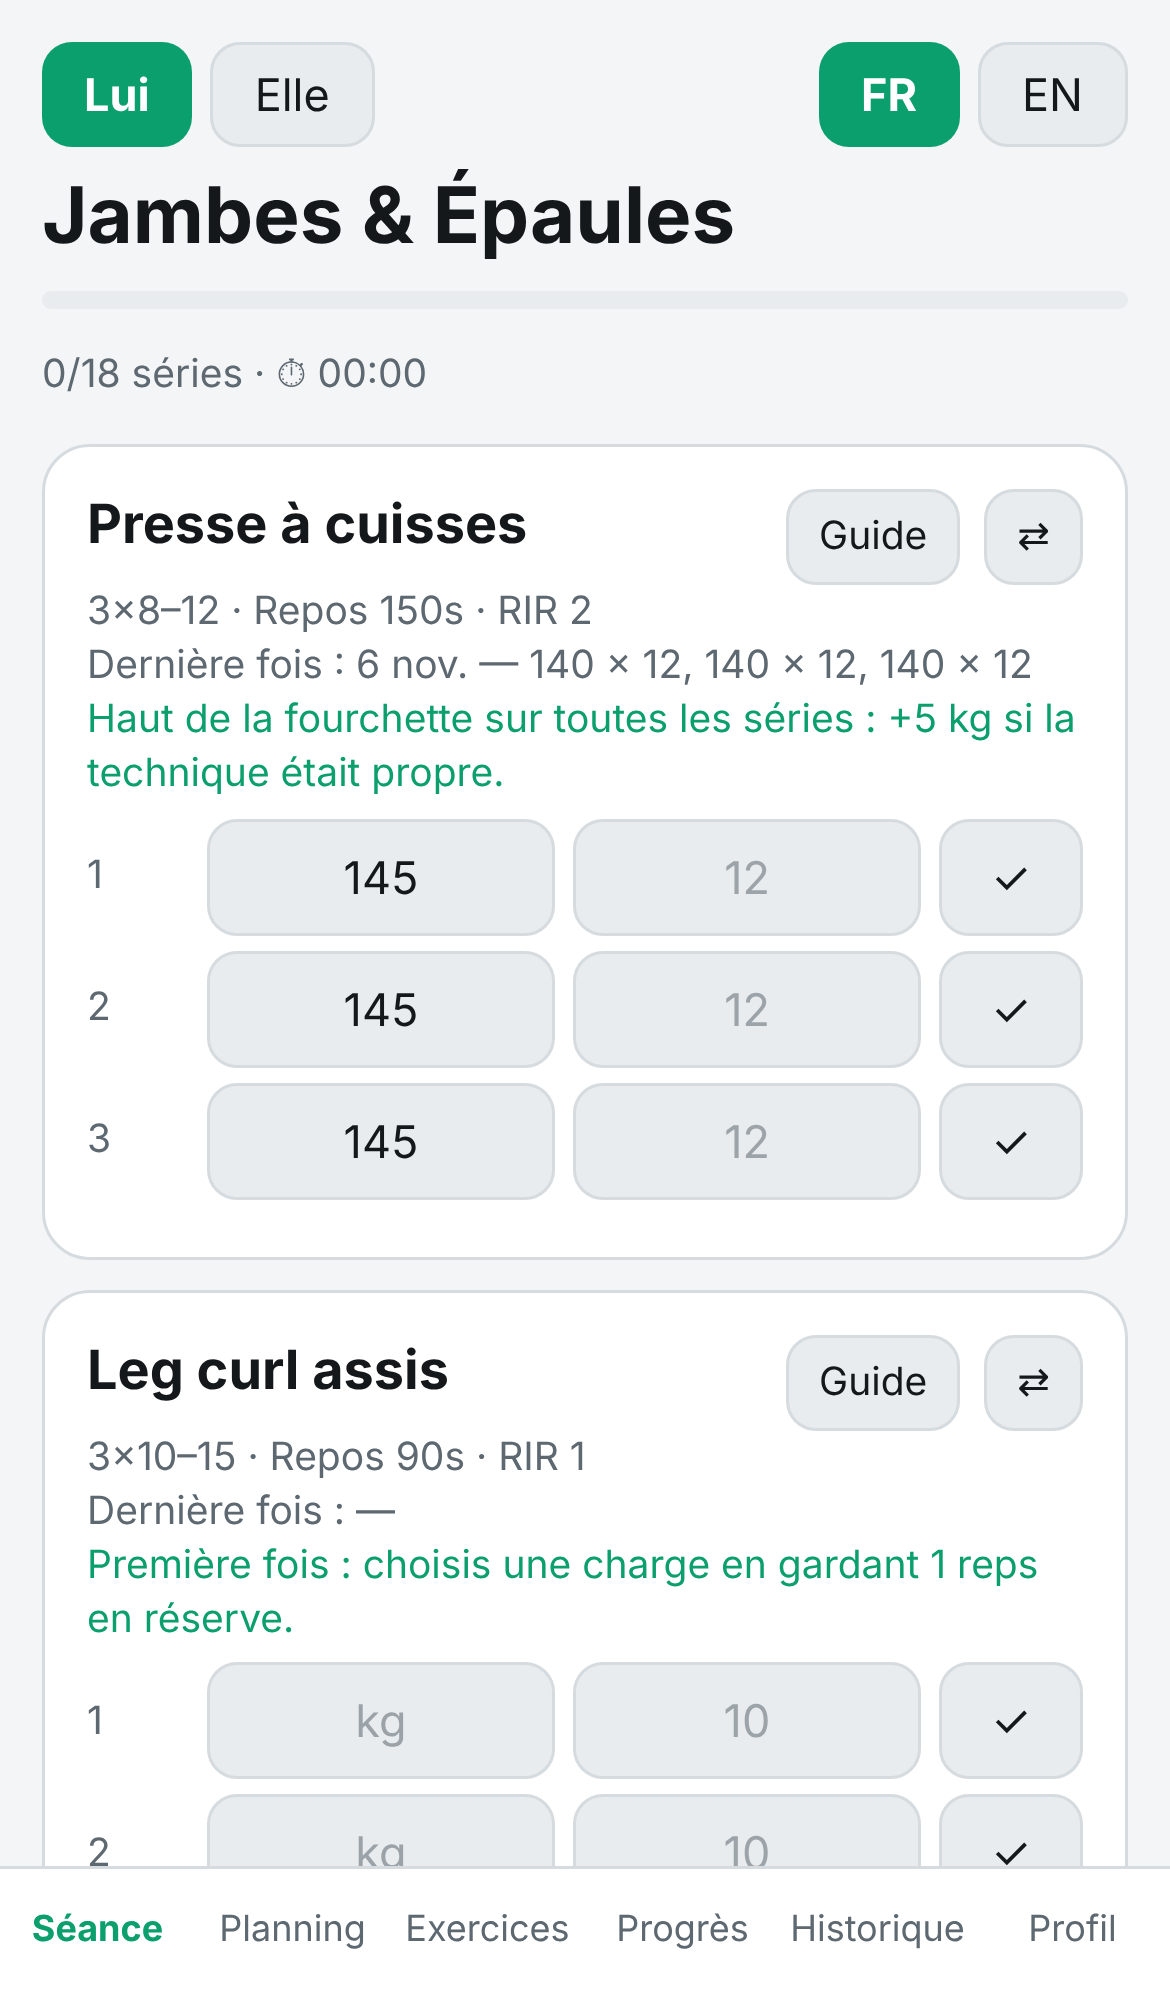 Lui Elle FR EN
Jambes & Épaules
0/18 séries · ⏱ 00:00
Presse à cuisses Guide ⇄
3×8–12 · Repos 150s · RIR 2
Dernière fois : 6 nov. — 140 × 12, 140 × 12, 140 × 12
Haut de la fourchette sur toutes les séries : +5 kg si la
technique était propre.
1 145 12 ✓
2 145 12 ✓
3 145 12 ✓
Leg curl assis Guide ⇄
3×10–15 · Repos 90s · RIR 1
Dernière fois : —
Première fois : choisis une charge en gardant 1 reps
en réserve.
1 kg 10 ✓
2 kg 10 ✓
Séance Planning Exercices Progrès Historique Profil